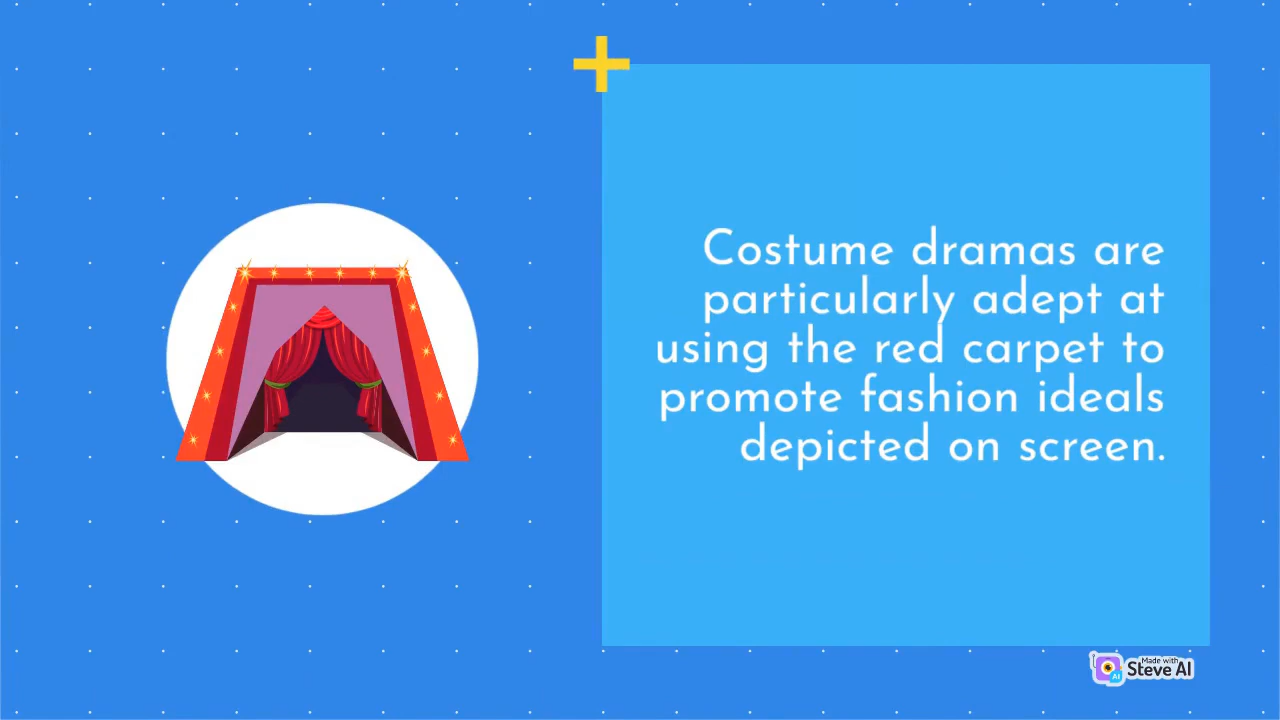 Costume dramas are
particularly adept at
using the red carpet to
promote fashion ideals
depicted on screen.
Made with
Steve AI
AI